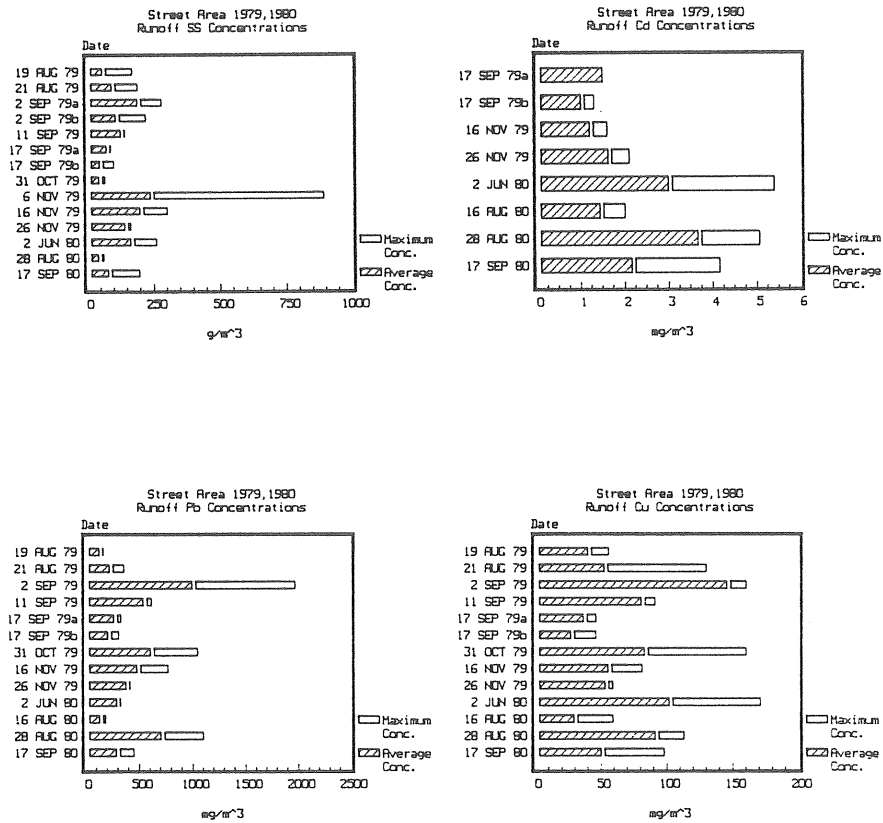 Street Area 1979,1980
Runoff SS Concentrations
Date
19 AUG 79
21 AUG 79
2 SEP 79a
2 SEP 79b
11 SEP 79
17 SEP 79a
17 SEP 79b
31 OCT 79
6 NOV 79
16 NOV 79
26 NOV 79
2 JUN 80
28 AUG 80
17 SEP 80
Maximum
Conc.
Average
Conc.
0 250 500 750 1000
g/m^3
Street Area 1979,1980
Runoff Cd Concentrations
Date
17 SEP 79a
17 SEP 79b
16 NOV 79
26 NOV 79
2 JUN 80
16 AUG 80
28 AUG 80
17 SEP 80
Maximum
Conc.
Average
Conc.
0 1 2 3 4 5 6
mg/m^3
Street Area 1979,1980
Runoff Pb Concentrations
Date
19 AUG 79
21 AUG 79
2 SEP 79
11 SEP 79
17 SEP 79a
17 SEP 79b
31 OCT 79
16 NOV 79
26 NOV 79
2 JUN 80
16 AUG 80
28 AUG 80
17 SEP 80
Maximum
Conc.
Average
Conc.
0 500 1000 1500 2000 2500
mg/m^3
Street Area 1979,1980
Runoff Cu Concentrations
Date
19 AUG 79
21 AUG 79
2 SEP 79
11 SEP 79
17 SEP 79a
17 SEP 79b
31 OCT 79
16 NOV 79
26 NOV 79
2 JUN 80
16 AUG 80
28 AUG 80
17 SEP 80
Maximum
Conc.
Average
Conc.
0 50 100 150 200
mg/m^3